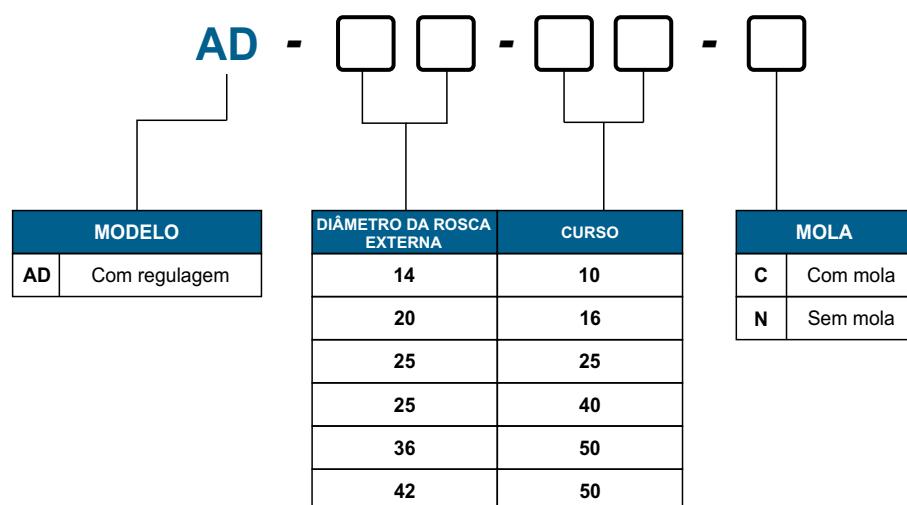 AD - -  -
MODELO
AD Com regulagem
DIÂMETRO DA ROSCA
EXTERNA CURSO
14 10
20 16
25 25
25 40
36 50
42 50
MOLA
C Com mola
N Sem mola